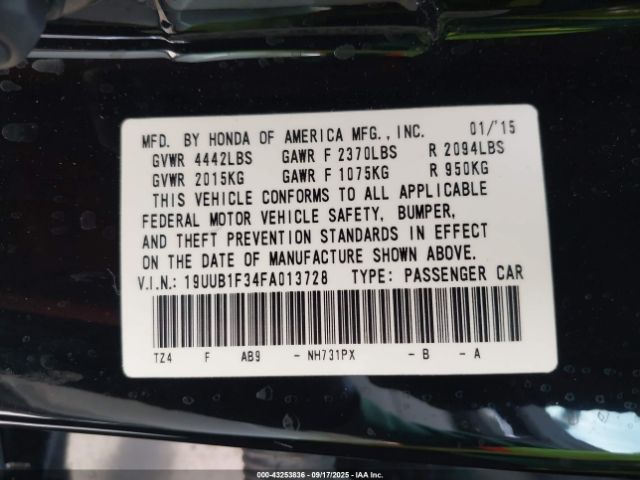 MFD. BY HONDA OF AMERICA MFG., INC. 01/'15
GVWR 4442LBS GAWR F 2370LBS R 2094LBS
GVWR 2015KG GAWR F 1075KG R 950KG
THIS VEHICLE CONFORMS TO ALL APPLICABLE
FEDERAL MOTOR VEHICLE SAFETY, BUMPER,
AND THEFT PREVENTION STANDARDS IN EFFECT
ON THE DATE OF MANUFACTURE SHOWN ABOVE.
V.I.N.: 19UUB1F34FA013728 TYPE: PASSENGER CAR
TZ4 F AB9 - NH731PX - B - A
000-43253836 - 09/17/2025 - IAA